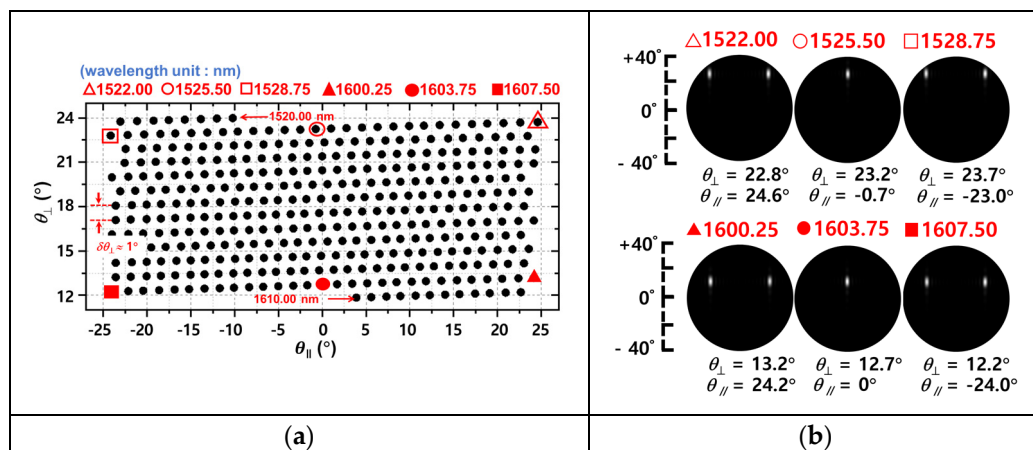 (wavelength unit : nm)
△1522.00 ○1525.50 □1528.75 ▲1600.25 ●1603.75 ■1607.50
24
21
18
15
12
θ⊥ (°)
1520.00 nm
δθ⊥ ≈ 1°
1610.00 nm
-25 -20 -15 -10 -5 0 5 10 15 20 25
θ∥ (°)
(a)
△1522.00 ○1525.50 □1528.75
+40°
0°
- 40°
θ⊥ = 22.8° θ⊥ = 23.2° θ⊥ = 23.7°
θ∥ = 24.6° θ∥ = -0.7° θ∥ = -23.0°
▲1600.25 ●1603.75 ■1607.50
+40°
0°
- 40°
θ⊥ = 13.2° θ⊥ = 12.7° θ⊥ = 12.2°
θ∥ = 24.2° θ∥ = 0° θ∥ = -24.0°
(b)